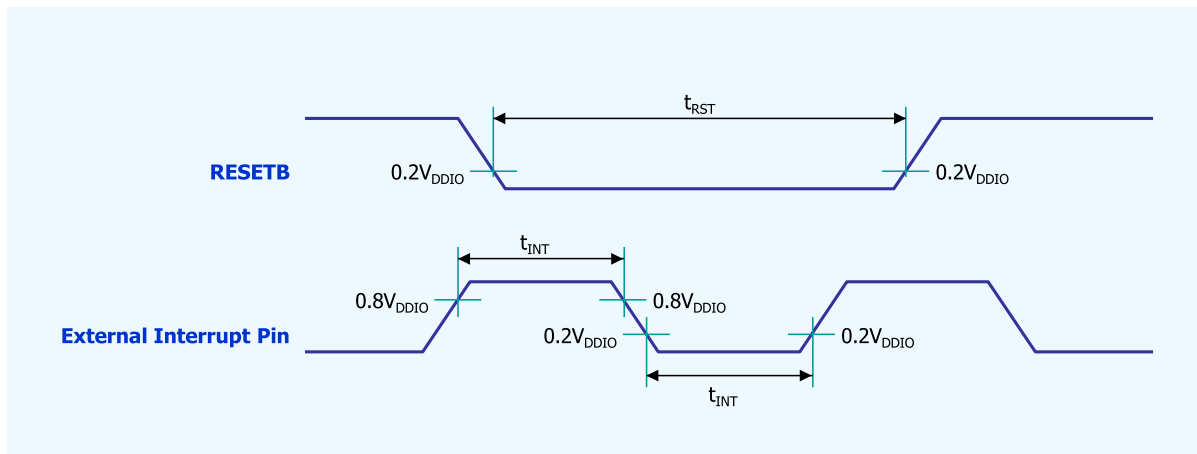 tRST
RESETB 0.2VDDIO 0.2VDDIO
tINT
0.8VDDIO 0.8VDDIO
External Interrupt Pin 0.2VDDIO 0.2VDDIO
tINT